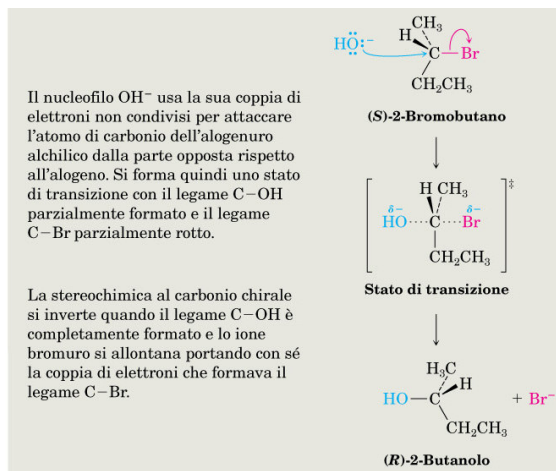 Il nucleofilo OH⁻ usa la sua coppia di
elettroni non condivisi per attaccare
l'atomo di carbonio dell'alogenuro
alchilico dalla parte opposta rispetto
all'alogeno. Si forma quindi uno stato
di transizione con il legame C−OH
parzialmente formato e il legame
C−Br parzialmente rotto.
La stereochimica al carbonio chirale
si inverte quando il legame C−OH è
completamente formato e lo ione
bromuro si allontana portando con sé
la coppia di elettroni che formava il
legame C−Br.
CH₃
H
HO:⁻
C−Br
CH₂CH₃
(S)-2-Bromobutano
H CH₃ ‡
δ− δ−
HO·····C·····Br
CH₂CH₃
Stato di transizione
H₃C
H
HO−C + Br⁻
CH₂CH₃
(R)-2-Butanolo